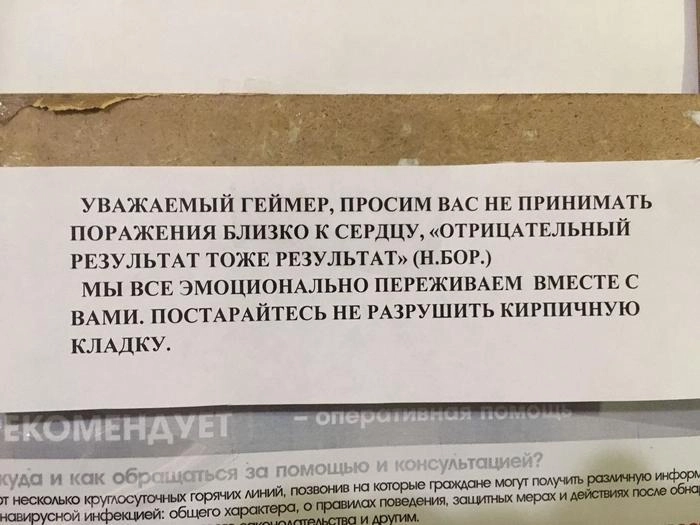 УВАЖАЕМЫЙ ГЕЙМЕР, ПРОСИМ ВАС НЕ ПРИНИМАТЬ
ПОРАЖЕНИЯ БЛИЗКО К СЕРДЦУ, «ОТРИЦАТЕЛЬНЫЙ
РЕЗУЛЬТАТ ТОЖЕ РЕЗУЛЬТАТ» (Н.БОР.)
МЫ ВСЕ ЭМОЦИОНАЛЬНО ПЕРЕЖИВАЕМ ВМЕСТЕ С
ВАМИ. ПОСТАРАЙТЕСЬ НЕ РАЗРУШИТЬ КИРПИЧНУЮ
КЛАДКУ.
ЕКОМЕНДУЕТ – оперативная помощь
куда и как обращаться за помощью и консультацией?
от несколько круглосуточных горячих линий, позвонив на которые граждане могут получить различную информ
навирусной инфекцией: общего характера, о правилах поведения, защитных мерах и действиях после обнар
законодательства и другим.